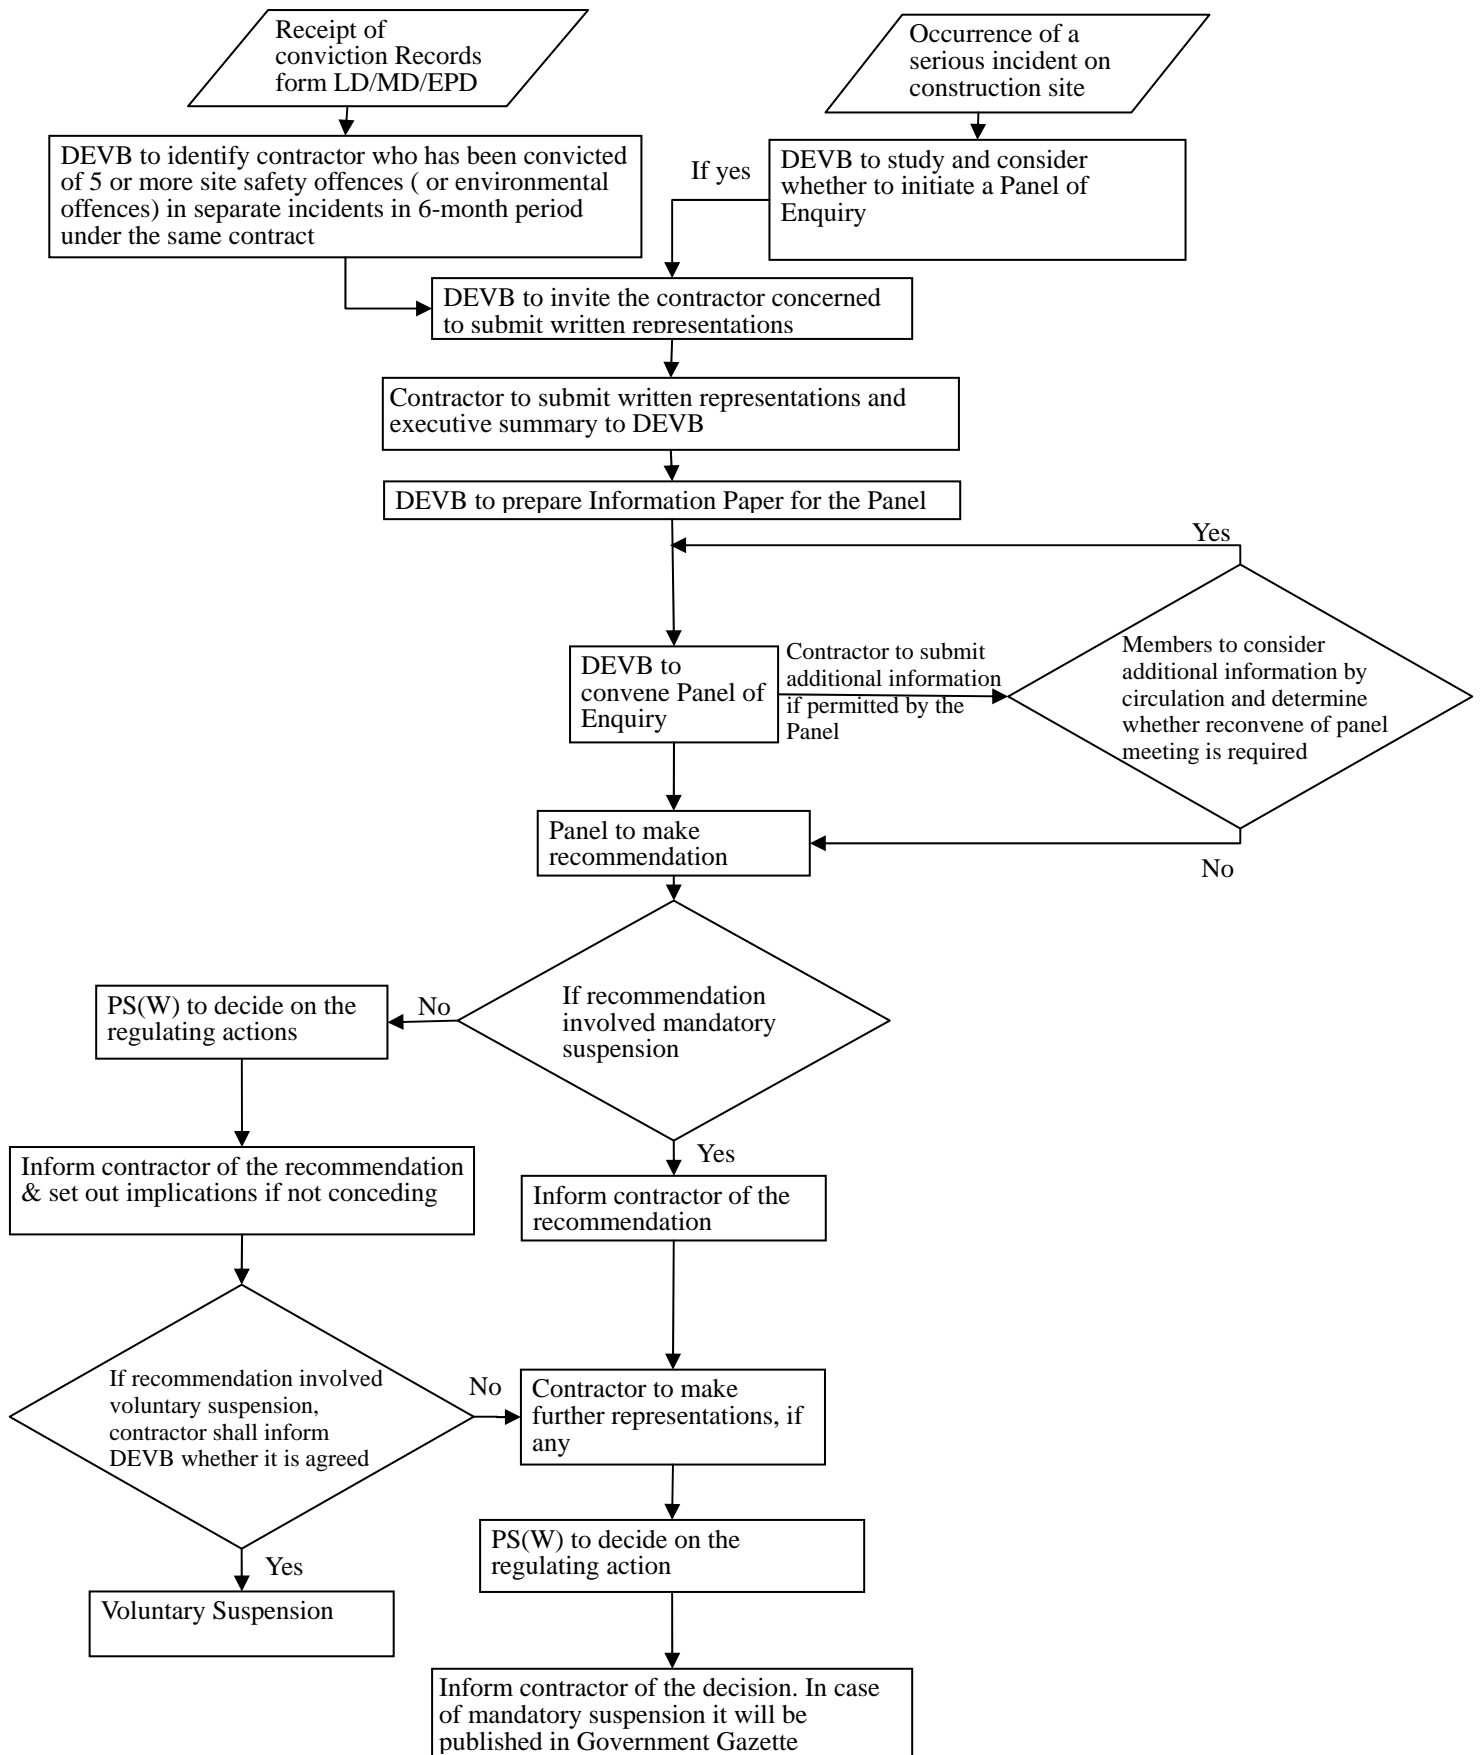 Receipt of
conviction Records
form LD/MD/EPD
Occurrence of a
serious incident on
construction site
DEVB to identify contractor who has been convicted
of 5 or more site safety offences ( or environmental
offences) in separate incidents in 6-month period
under the same contract
If yes
DEVB to study and consider
whether to initiate a Panel of
Enquiry
DEVB to invite the contractor concerned
to submit written representations
Contractor to submit written representations and
executive summary to DEVB
DEVB to prepare Information Paper for the Panel
Yes
DEVB to
convene Panel of
Enquiry
Contractor to submit
additional information
if permitted by the
Panel
Members to consider
additional information by
circulation and determine
whether reconvene of panel
meeting is required
Panel to make
recommendation
No
If recommendation
involved mandatory
suspension
No
PS(W) to decide on the
regulating actions
Yes
Inform contractor of the recommendation
& set out implications if not conceding
Inform contractor of the
recommendation
If recommendation involved
voluntary suspension,
contractor shall inform
DEVB whether it is agreed
No
Contractor to make
further representations, if
any
PS(W) to decide on the
regulating action
Yes
Voluntary Suspension
Inform contractor of the decision. In case
of mandatory suspension it will be
published in Government Gazette